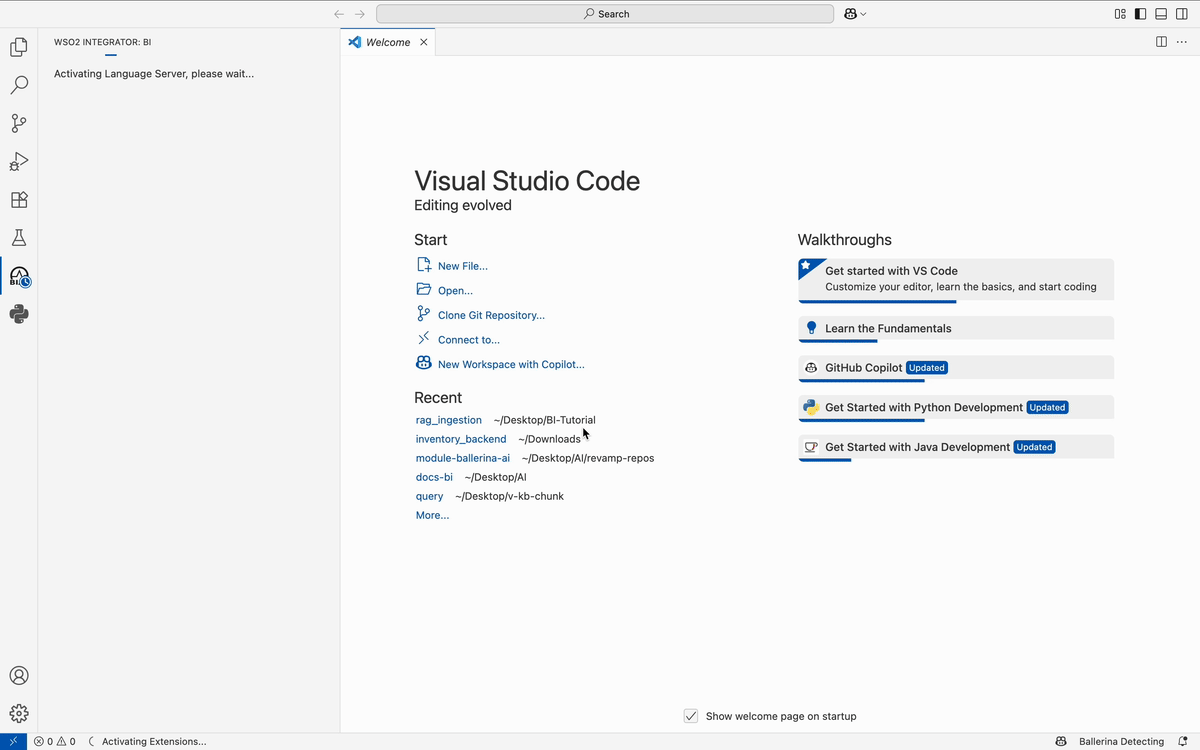 Search
WSO2 INTEGRATOR: BI
Activating Language Server, please wait...
Welcome
Visual Studio Code
Editing evolved
Start
New File...
Open...
Clone Git Repository...
Connect to...
New Workspace with Copilot...
Recent
rag_ingestion ~/Desktop/BI-Tutorial
inventory_backend ~/Downloads
module-ballerina-ai ~/Desktop/AI/revamp-repos
docs-bi ~/Desktop/AI
query ~/Desktop/v-kb-chunk
More...
Walkthroughs
Get started with VS Code
Customize your editor, learn the basics, and start coding
Learn the Fundamentals
GitHub Copilot Updated
Get Started with Python Development Updated
Get Started with Java Development Updated
Show welcome page on startup
BI
0 0 Activating Extensions...
Ballerina Detecting